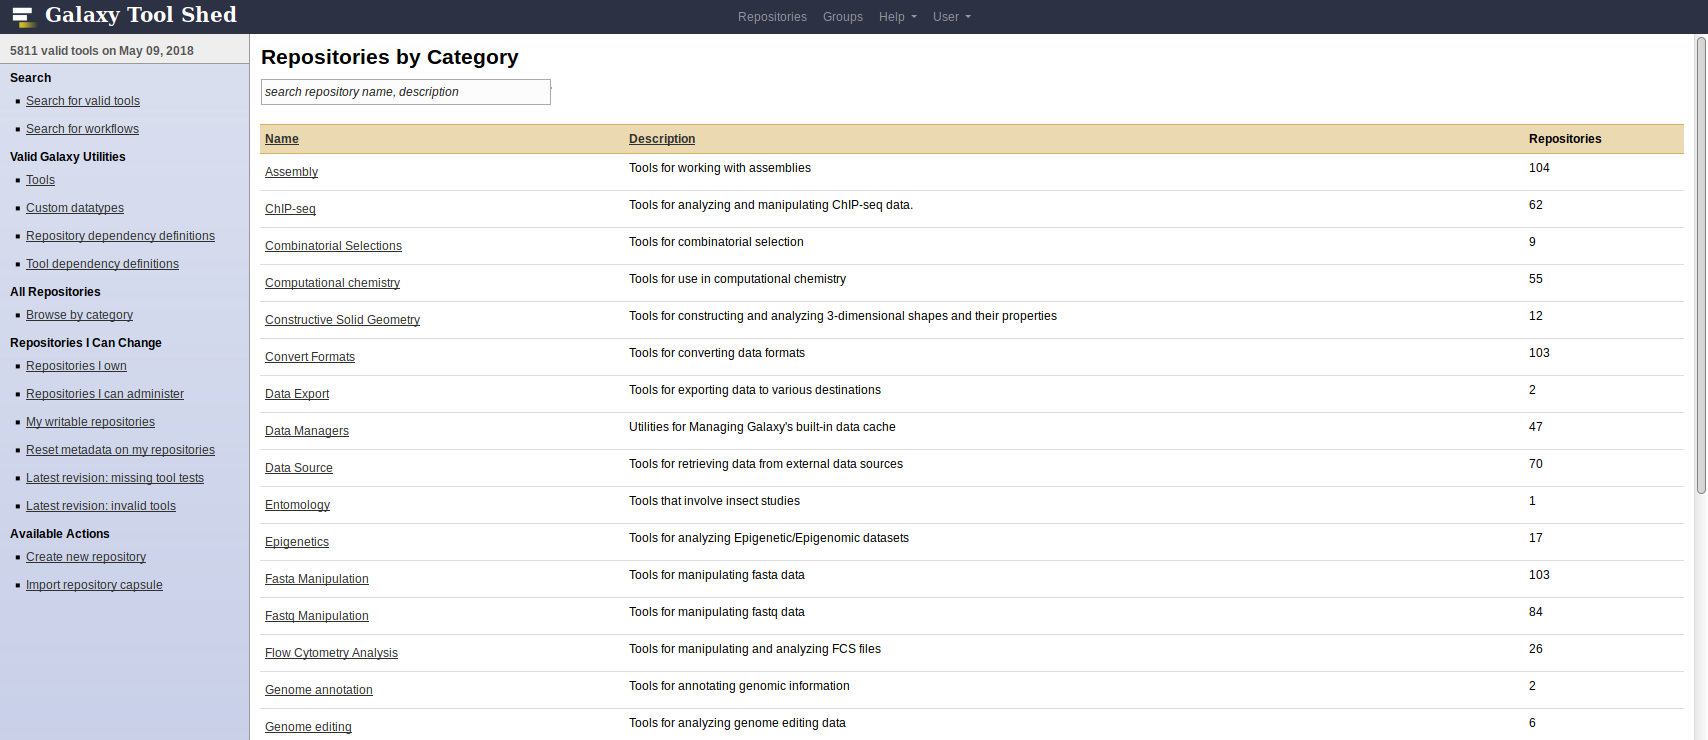 Galaxy Tool Shed
Repositories Groups Help User
5811 valid tools on May 09, 2018
Search
Search for valid tools
Search for workflows
Valid Galaxy Utilities
Tools
Custom datatypes
Repository dependency definitions
Tool dependency definitions
All Repositories
Browse by category
Repositories I Can Change
Repositories I own
Repositories I can administer
My writable repositories
Reset metadata on my repositories
Latest revision: missing tool tests
Latest revision: invalid tools
Available Actions
Create new repository
Import repository capsule
Repositories by Category
search repository name, description
Name Description Repositories
Assembly Tools for working with assemblies 104
ChIP-seq Tools for analyzing and manipulating ChIP-seq data. 62
Combinatorial Selections Tools for combinatorial selection 9
Computational chemistry Tools for use in computational chemistry 55
Constructive Solid Geometry Tools for constructing and analyzing 3-dimensional shapes and their properties 12
Convert Formats Tools for converting data formats 103
Data Export Tools for exporting data to various destinations 2
Data Managers Utilities for Managing Galaxy's built-in data cache 47
Data Source Tools for retrieving data from external data sources 70
Entomology Tools that involve insect studies 1
Epigenetics Tools for analyzing Epigenetic/Epigenomic datasets 17
Fasta Manipulation Tools for manipulating fasta data 103
Fastq Manipulation Tools for manipulating fastq data 84
Flow Cytometry Analysis Tools for manipulating and analyzing FCS files 26
Genome annotation Tools for annotating genomic information 2
Genome editing Tools for analyzing genome editing data 6